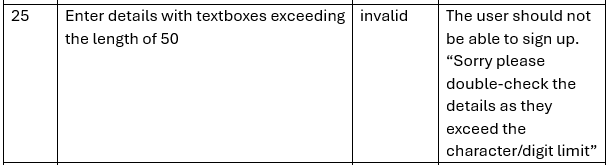 25
Enter details with textboxes exceeding
the length of 50
invalid
The user should not
be able to sign up.
“Sorry please
double-check the
details as they
exceed the
character/digit limit”